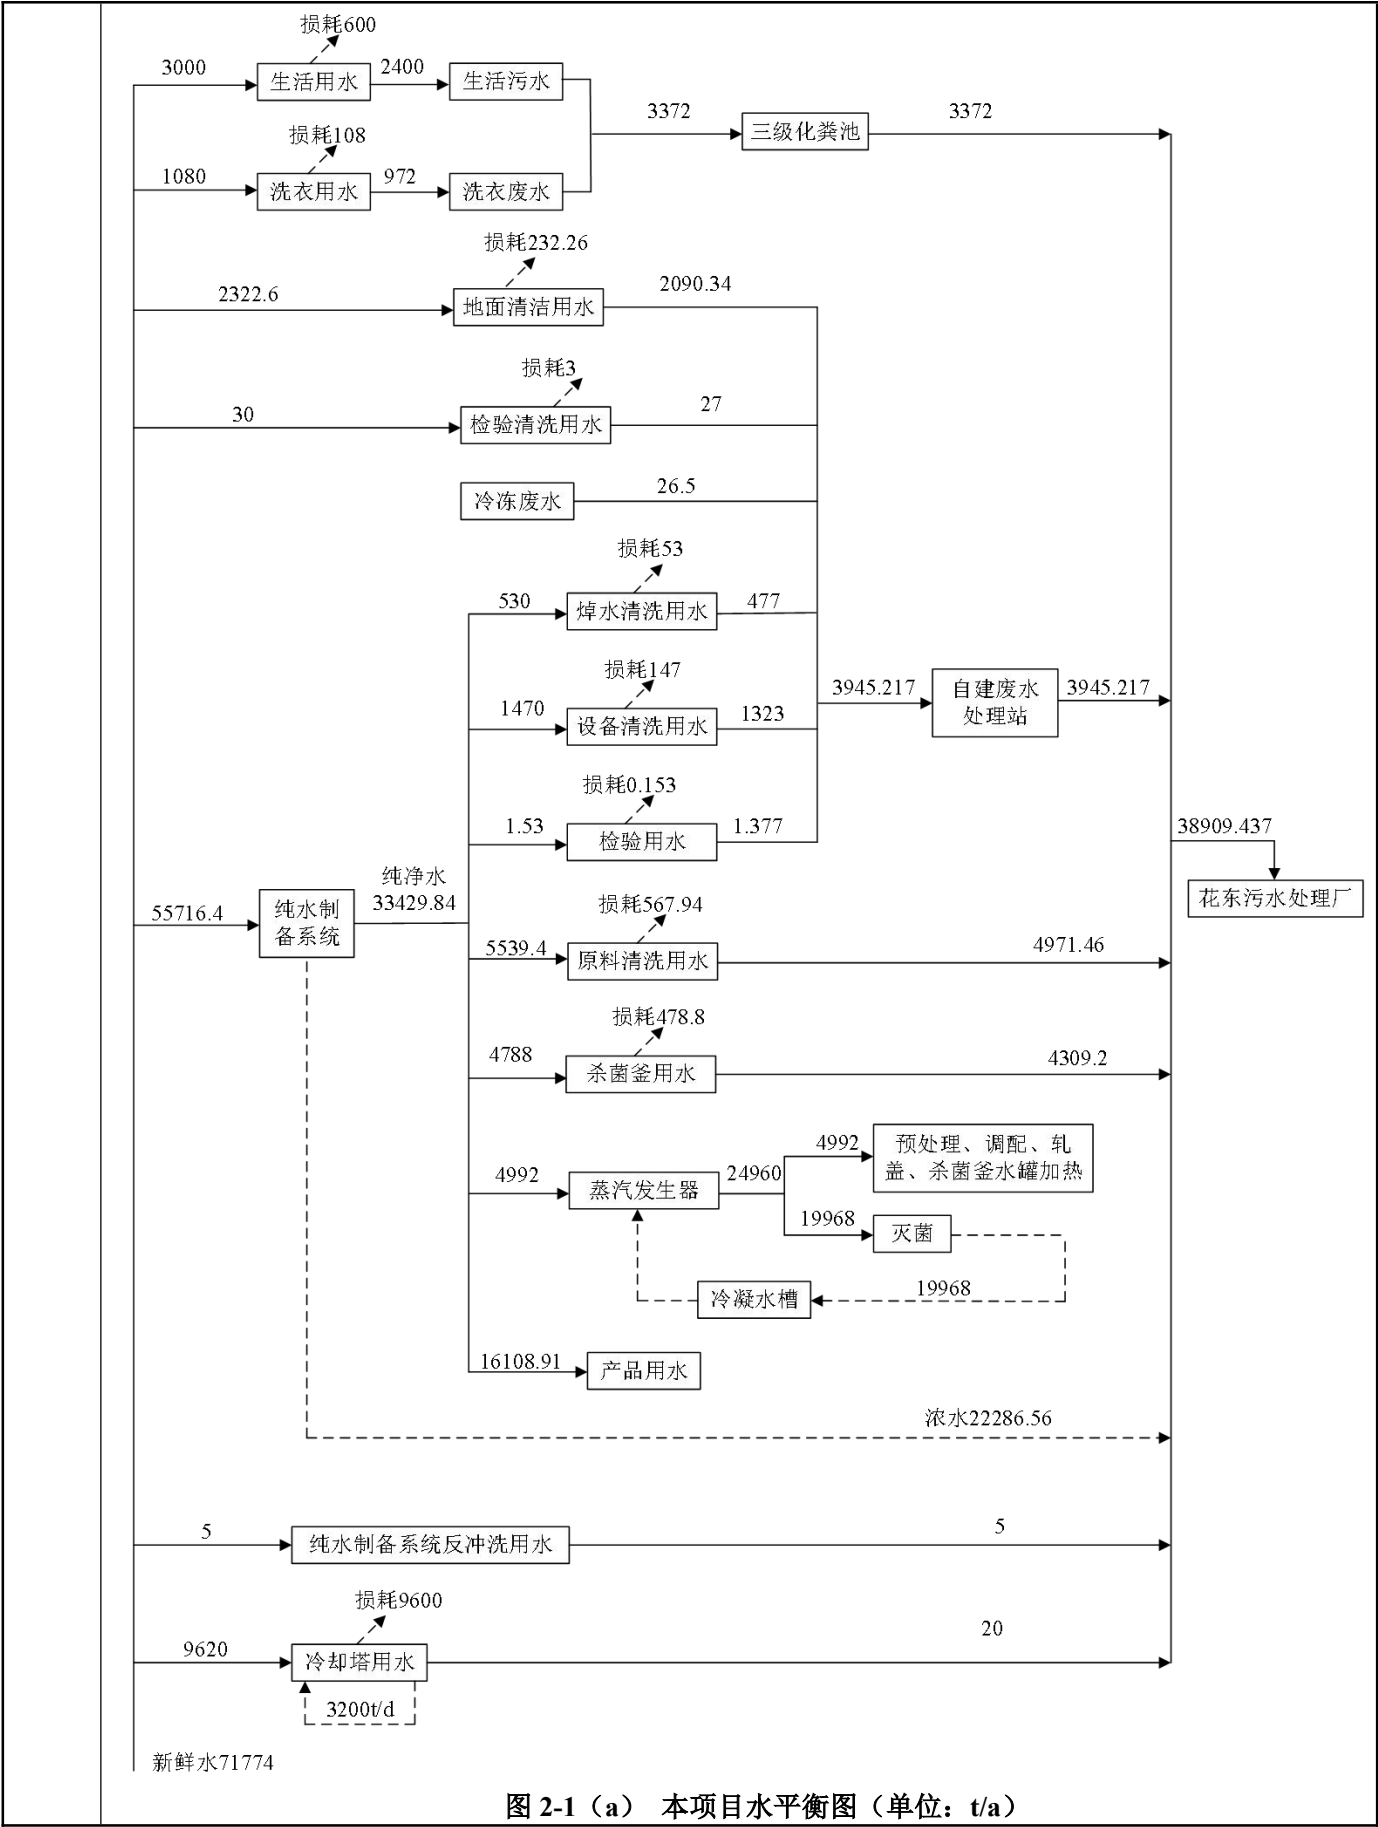 损耗600
3000
生活用水
2400
生活污水
损耗108
1080
洗衣用水
972
洗衣废水
3372
三级化粪池
3372
损耗232.26
2322.6
地面清洁用水
2090.34
损耗3
30
检验清洗用水
27
冷冻废水
26.5
损耗53
530
焯水清洗用水
477
损耗147
1470
设备清洗用水
1323
3945.217
自建废水
处理站
3945.217
损耗0.153
1.53
检验用水
1.377
38909.437
花东污水处理厂
55716.4
纯水制
备系统
纯净水
33429.84
损耗567.94
5539.4
原料清洗用水
4971.46
损耗478.8
4788
杀菌釜用水
4309.2
4992
蒸汽发生器
24960
4992
预处理、调配、轧
盖、杀菌釜水罐加热
19968
灭菌
19968
冷凝水槽
16108.91
产品用水
浓水22286.56
5
纯水制备系统反冲洗用水
5
损耗9600
9620
冷却塔用水
20
3200t/d
新鲜水71774
图 2-1（a） 本项目水平衡图（单位：t/a）